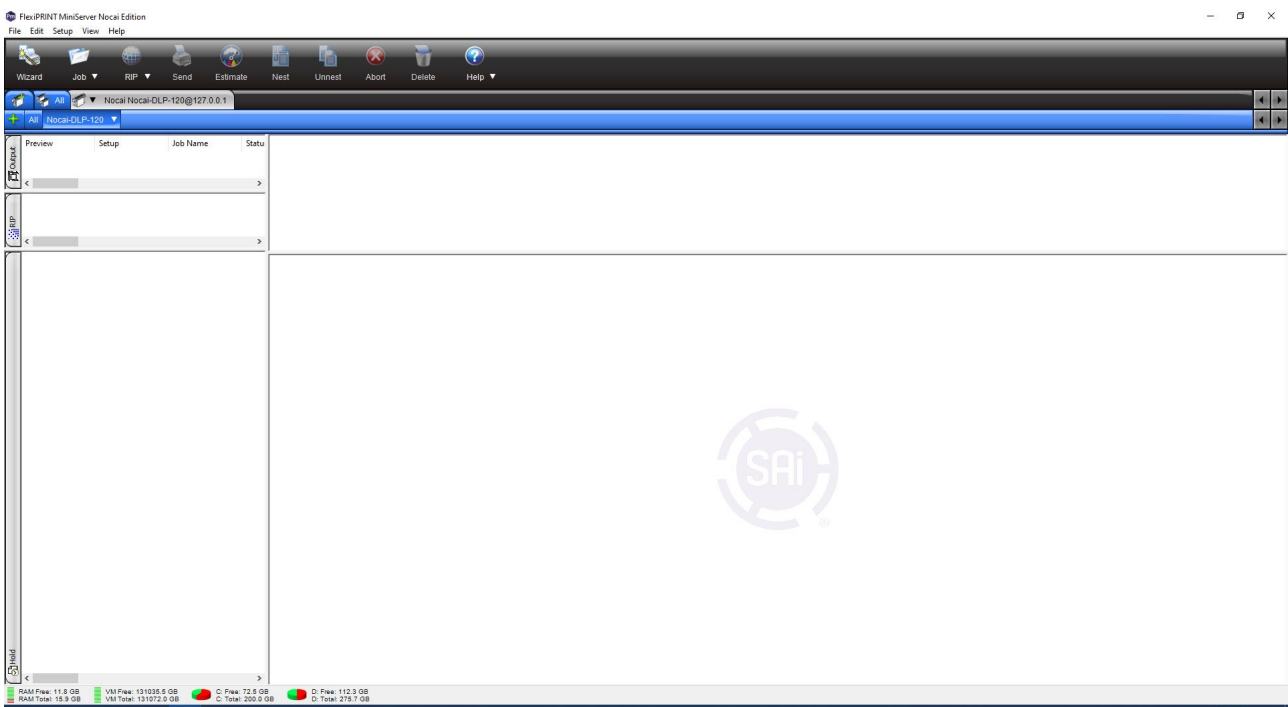 Pm FlexiPRINT MiniServer Nocai Edition
File Edit Setup View Help
Wizard Job RIP Send Estimate Nest Unnest Abort Delete Help
All Nocai Nocai-DLP-120@127.0.0.1
All Nocai-DLP-120
Output
Preview Setup Job Name Statu
RIP
SAi®
Hold
RAM Free: 11.8 GB VM Free: 131035.5 GB C: Free: 72.5 GB D: Free: 112.3 GB
RAM Total: 15.9 GB VM Total: 131072.0 GB C: Total: 200.0 GB D: Total: 275.7 GB